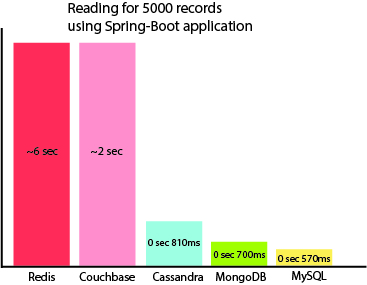 Reading for 5000 records
using Spring-Boot application
~6 sec
~2 sec
0 sec 810ms
0 sec 700ms
0 sec 570ms
Redis
Couchbase
Cassandra
MongoDB
MySQL